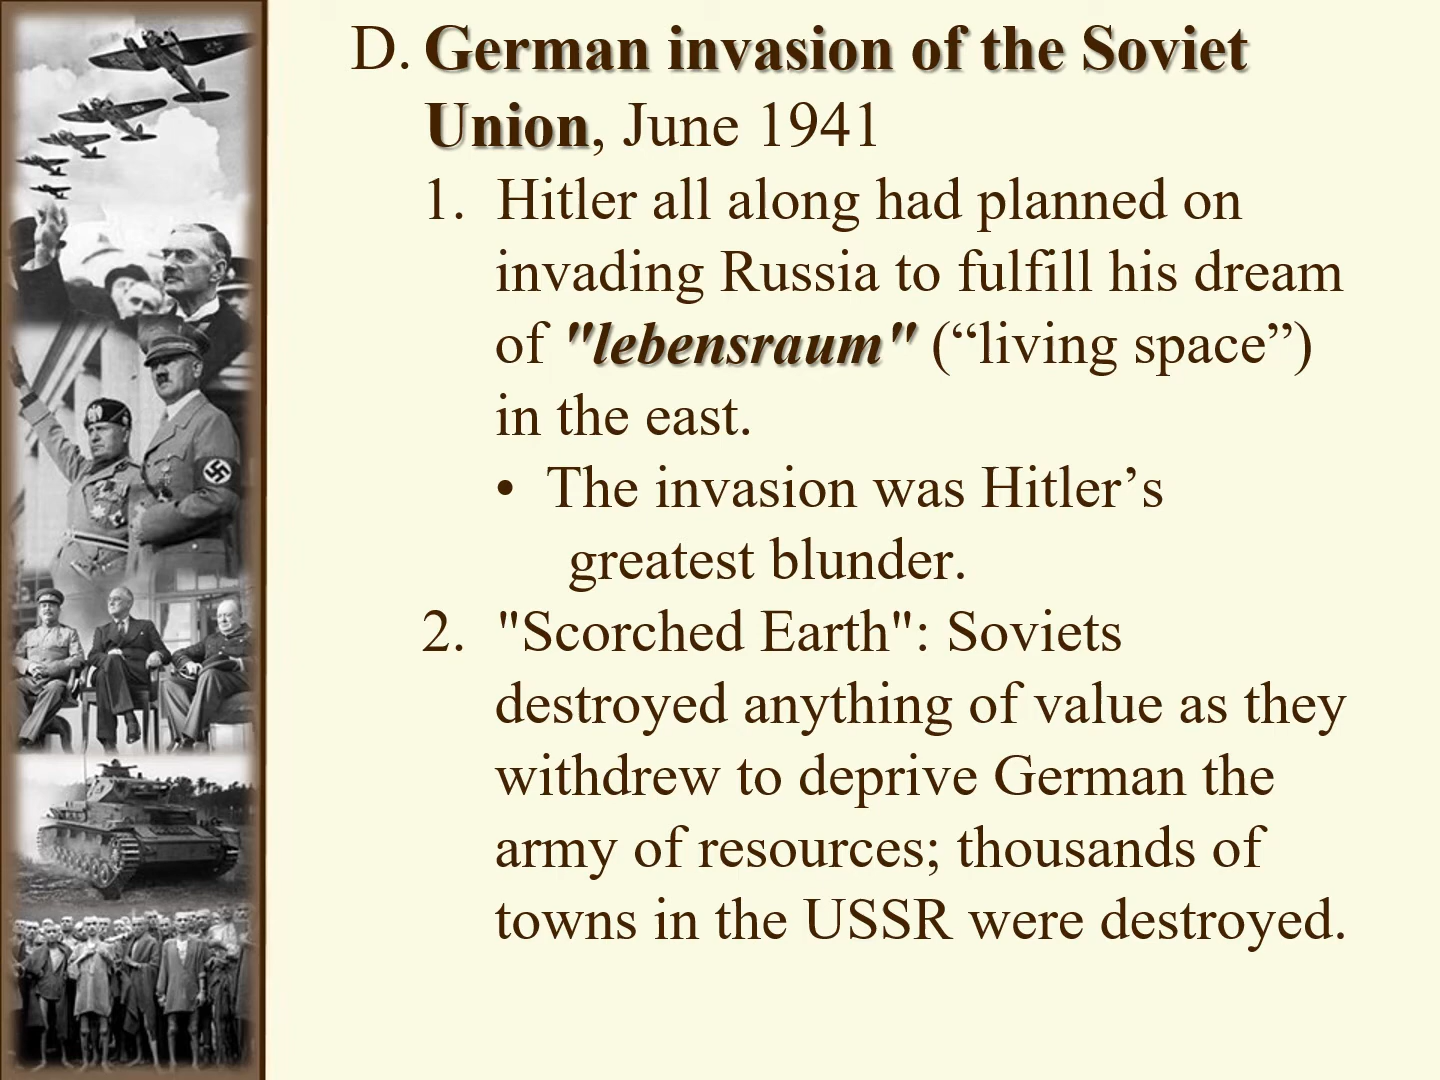 D. German invasion of the Soviet
Union, June 1941
1. Hitler all along had planned on
invading Russia to fulfill his dream
of "lebensraum" (“living space”)
in the east.
• The invasion was Hitler’s
greatest blunder.
2. "Scorched Earth": Soviets
destroyed anything of value as they
withdrew to deprive German the
army of resources; thousands of
towns in the USSR were destroyed.